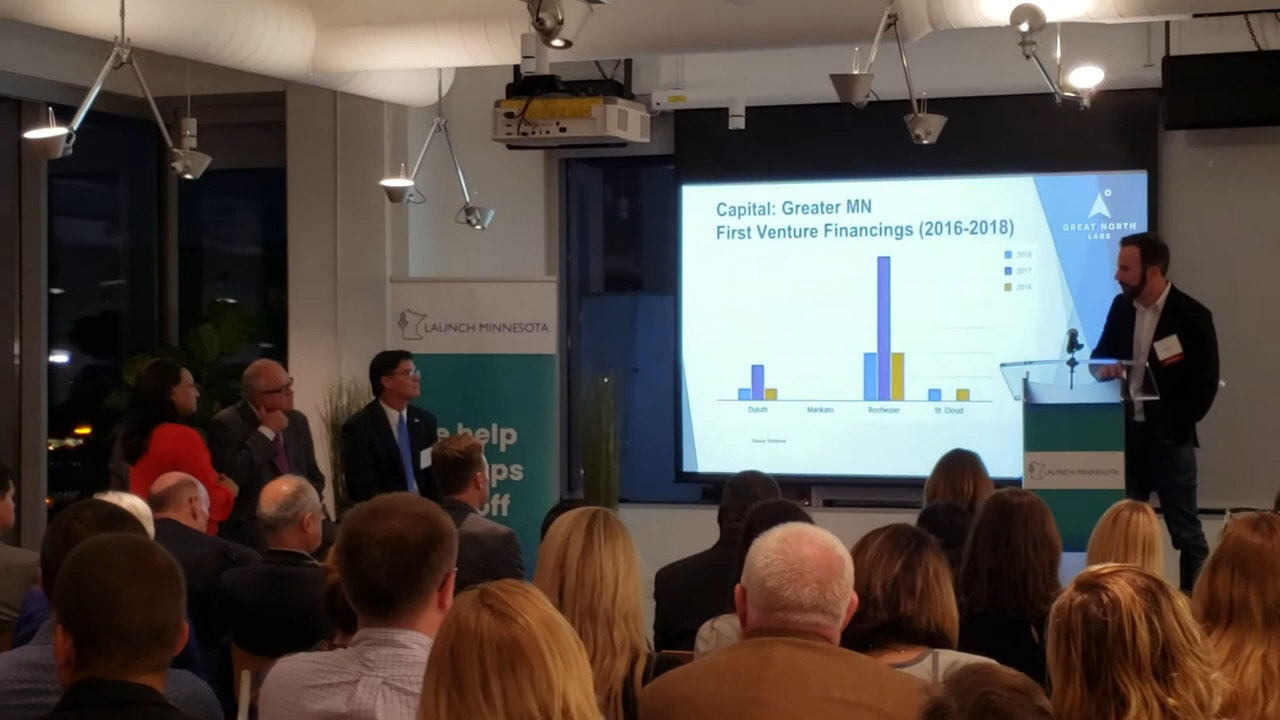 Capital: Greater MN
First Venture Financings (2016-2018)
GREAT NORTH
LABS
2018
2017
2016
Duluth
Mankato
Rochester
St. Cloud
LAUNCH MINNESOTA
e help
ps
off
LAUNCH MINNESOTA